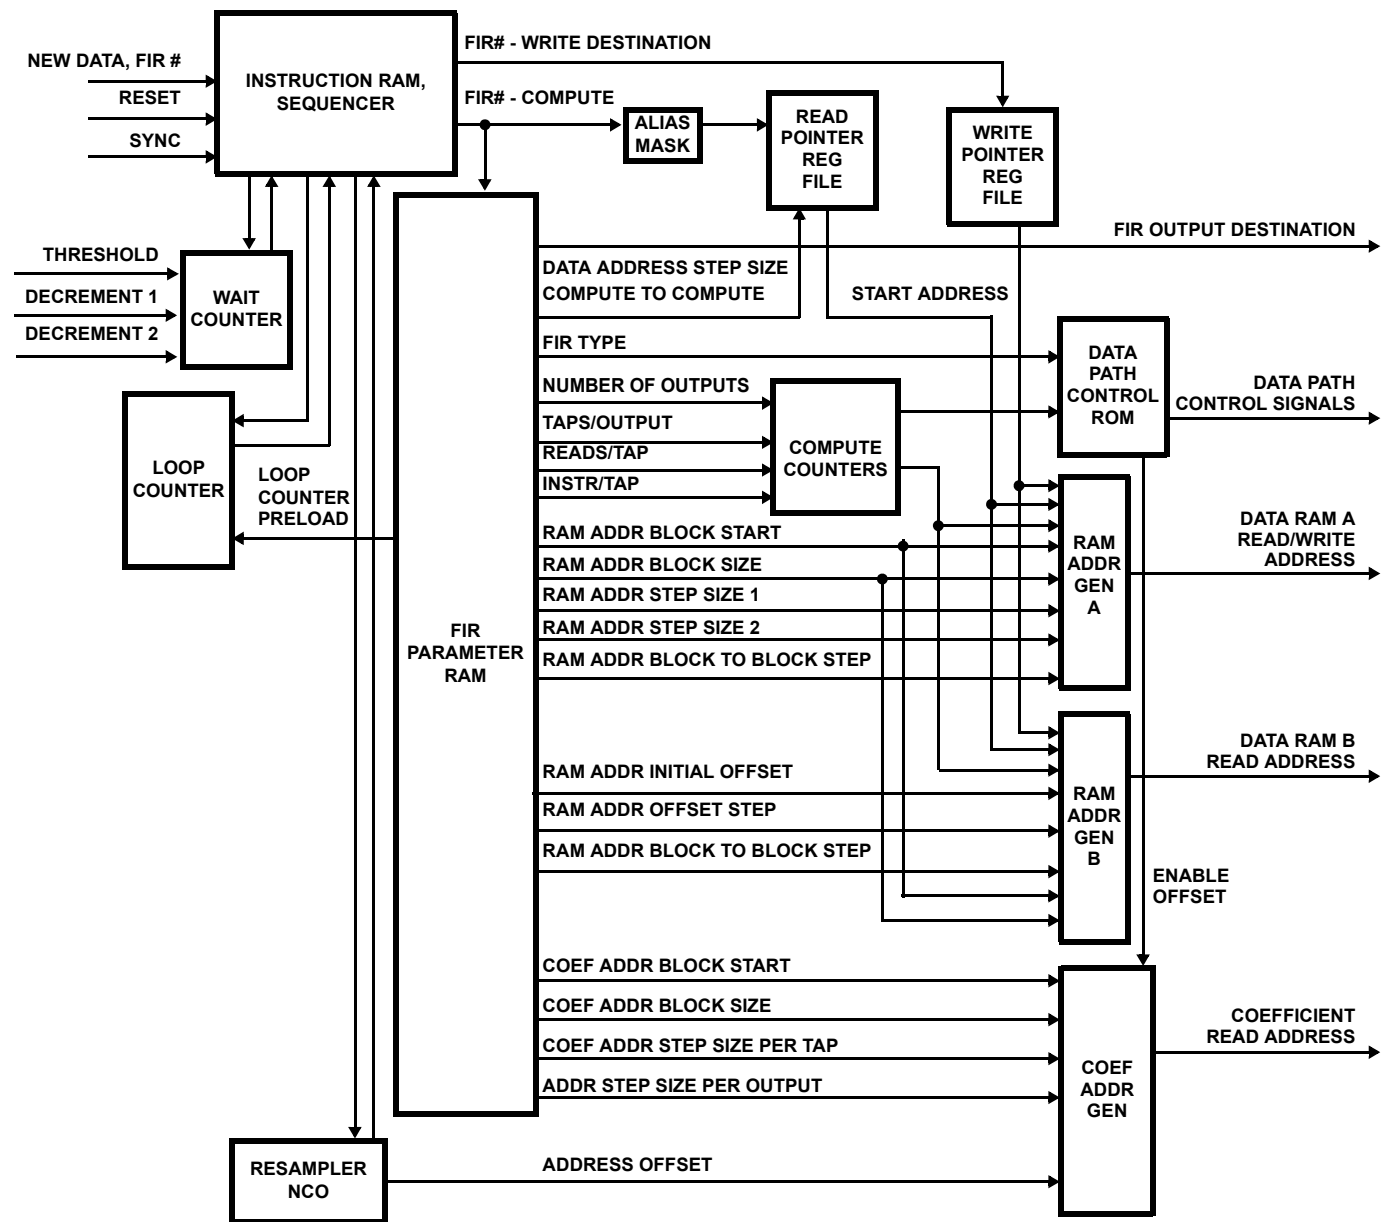 FIR# - WRITE DESTINATION
NEW DATA, FIR #
INSTRUCTION RAM,
SEQUENCER
RESET
SYNC
FIR# - COMPUTE
ALIAS
MASK
READ
POINTER
REG
FILE
WRITE
POINTER
REG
FILE
THRESHOLD
DECREMENT 1
DECREMENT 2
WAIT
COUNTER
FIR OUTPUT DESTINATION
DATA ADDRESS STEP SIZE
COMPUTE TO COMPUTE
START ADDRESS
FIR TYPE
DATA
PATH
CONTROL
ROM
DATA PATH
CONTROL SIGNALS
NUMBER OF OUTPUTS
TAPS/OUTPUT
READS/TAP
INSTR/TAP
COMPUTE
COUNTERS
LOOP
COUNTER
LOOP
COUNTER
PRELOAD
RAM ADDR BLOCK START
RAM ADDR BLOCK SIZE
RAM ADDR STEP SIZE 1
RAM ADDR STEP SIZE 2
RAM ADDR BLOCK TO BLOCK STEP
RAM
ADDR
GEN
A
DATA RAM A
READ/WRITE
ADDRESS
FIR
PARAMETER
RAM
RAM ADDR INITIAL OFFSET
RAM ADDR OFFSET STEP
RAM ADDR BLOCK TO BLOCK STEP
RAM
ADDR
GEN
B
DATA RAM B
READ ADDRESS
ENABLE
OFFSET
COEF ADDR BLOCK START
COEF ADDR BLOCK SIZE
COEF ADDR STEP SIZE PER TAP
ADDR STEP SIZE PER OUTPUT
COEF
ADDR
GEN
COEFFICIENT
READ ADDRESS
RESAMPLER
NCO
ADDRESS OFFSET